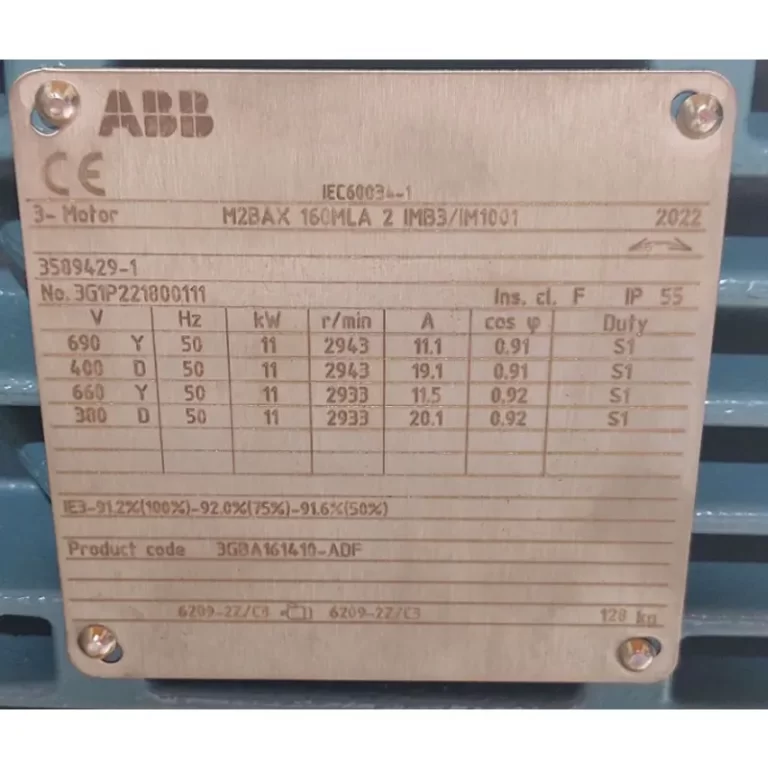 ABB
CE
IEC60034-1
3~ Motor M2BAX 160MLA 2 IMB3/IM1001 2022
3509429-1
No. 3G1P221800111 Ins. cl. F IP 55
V Hz kW r/min A cos φ Duty
690 Y 50 11 2943 11.1 0.91 S1
400 D 50 11 2943 19.1 0.91 S1
660 Y 50 11 2933 11.5 0.92 S1
380 D 50 11 2933 20.1 0.92 S1
IE3-91.2%(100%)-92.0%(75%)-91.6%(50%)
Product code 3GBA161410-ADF
6209-2Z/C3 6209-2Z/C3 128 kg